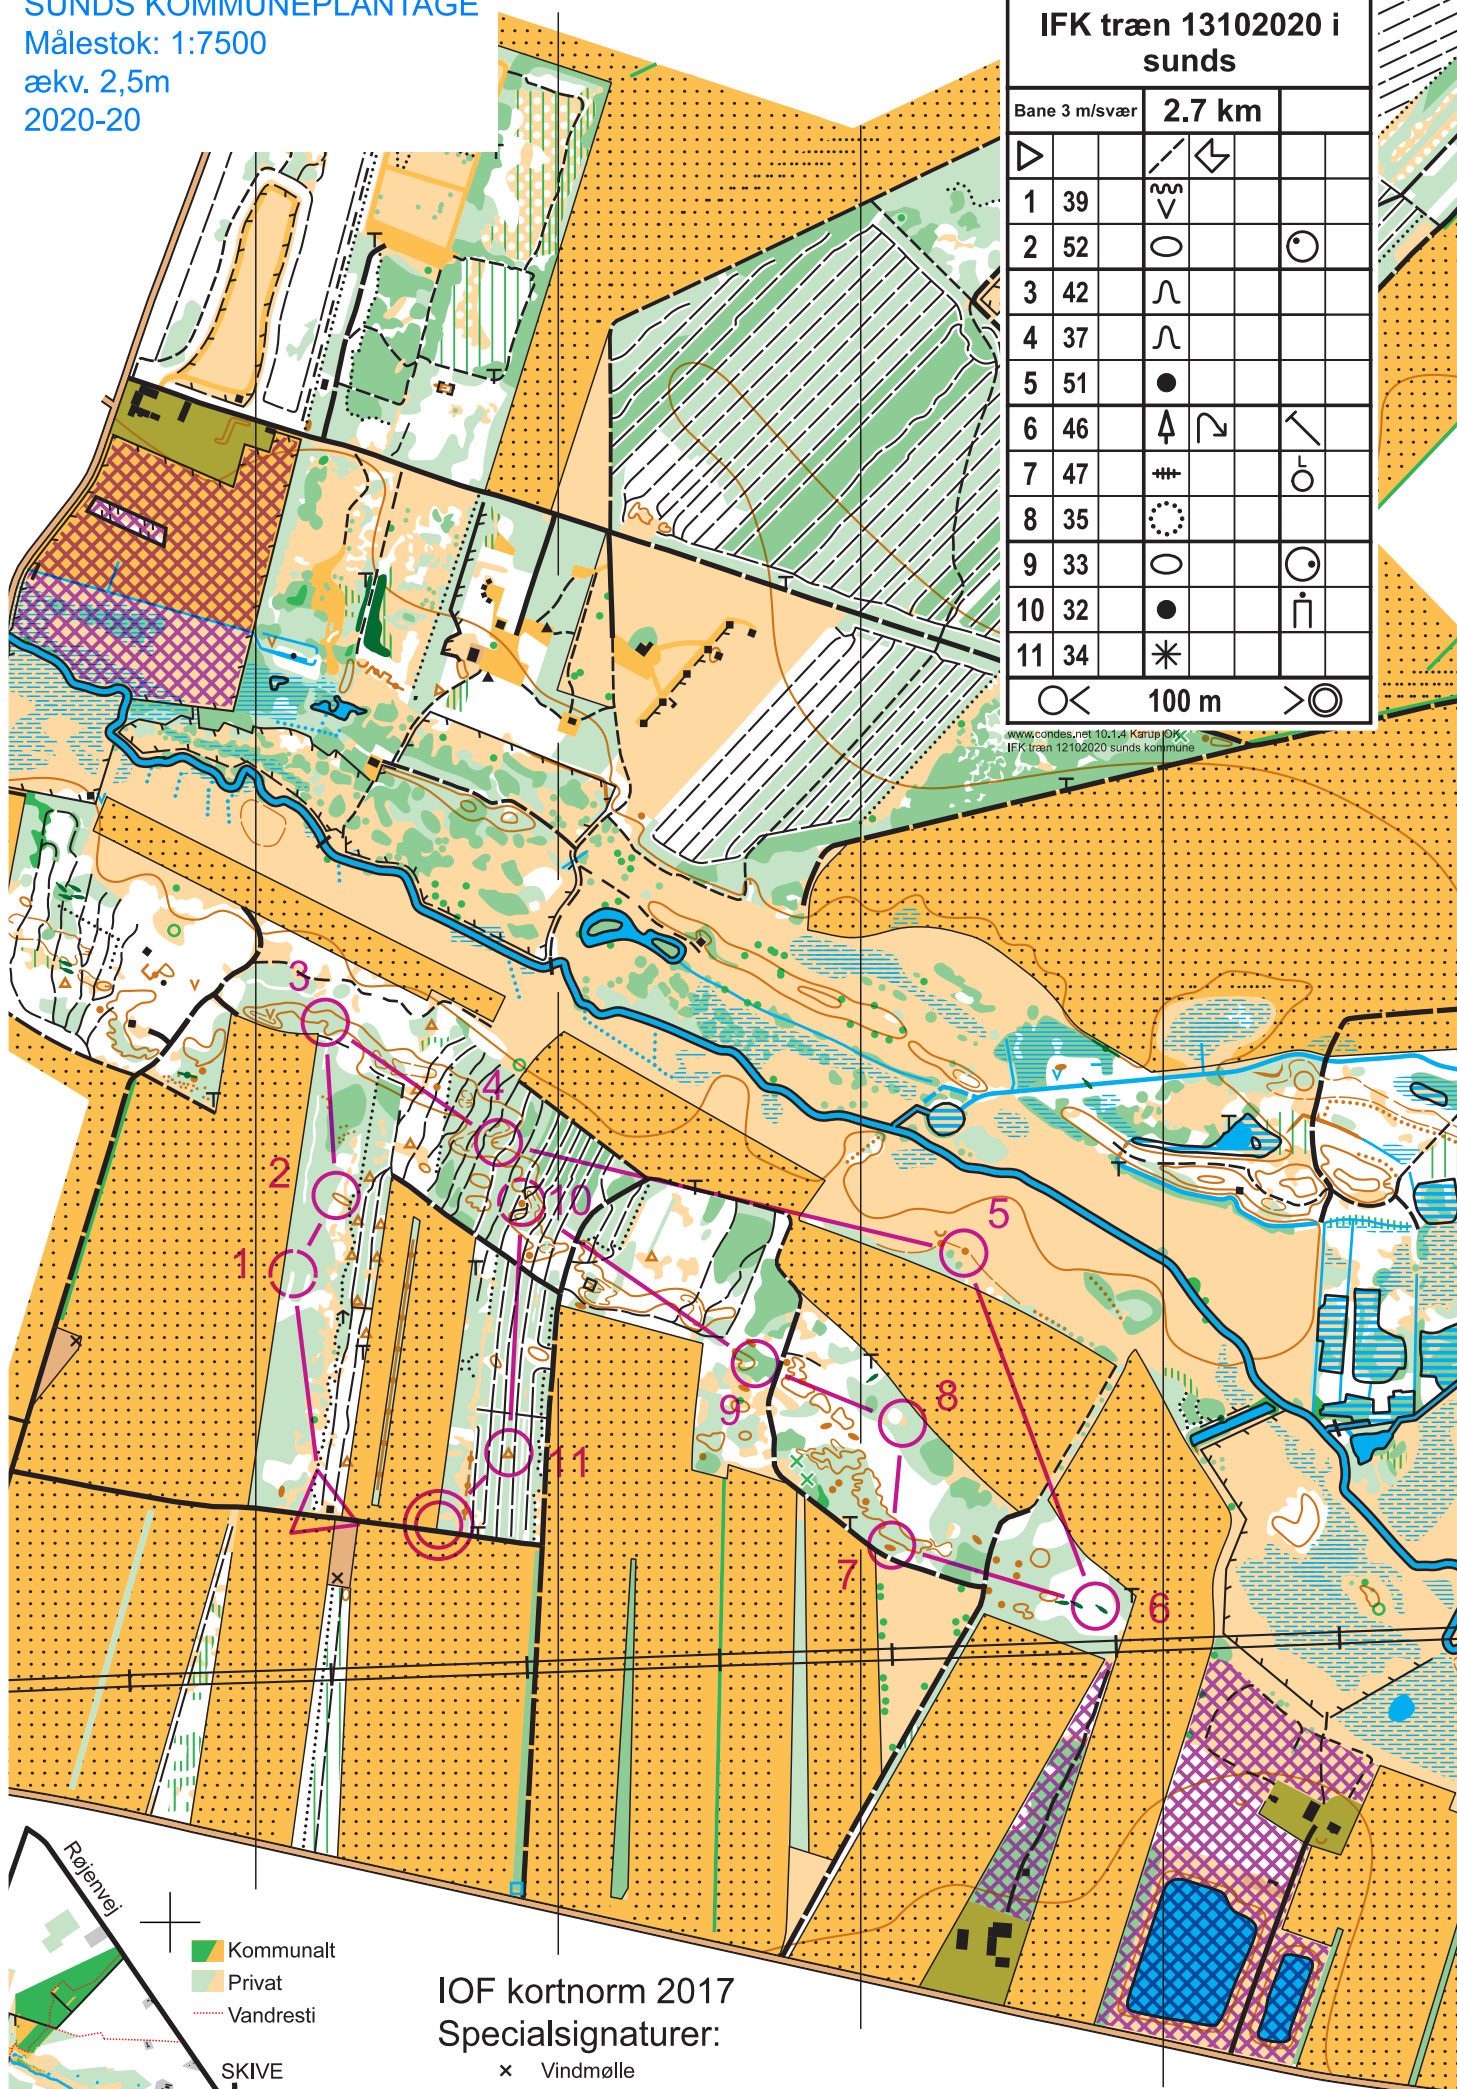 SUNDS KOMMUNEPLANTAGE
Målestok: 1:7500
ækv. 2,5m
2020-20
IFK træn 13102020 i
sunds
Bane 3 m/svær 2.7 km
1 39
2 52
3 42
4 37
5 51
6 46
7 47
8 35
9 33
10 32
11 34
100 m
www.condes.net 10.1.4 Karup OK
IFK træn 12102020 sunds kommune
3
4
2
10
5
1
8
9
11
7
6
Røjenvej
Kommunalt
Privat
Vandresti
SKIVE
IOF kortnorm 2017
Specialsignaturer:
× Vindmølle